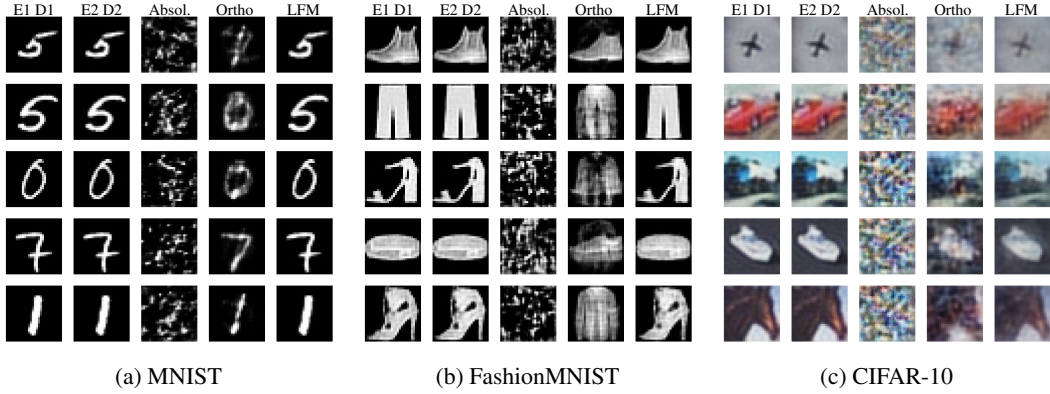 E1 D1 E2 D2 Absol. Ortho LFM E1 D1 E2 D2 Absol. Ortho LFM E1 D1 E2 D2 Absol. Ortho LFM
(a) MNIST (b) FashionMNIST (c) CIFAR-10